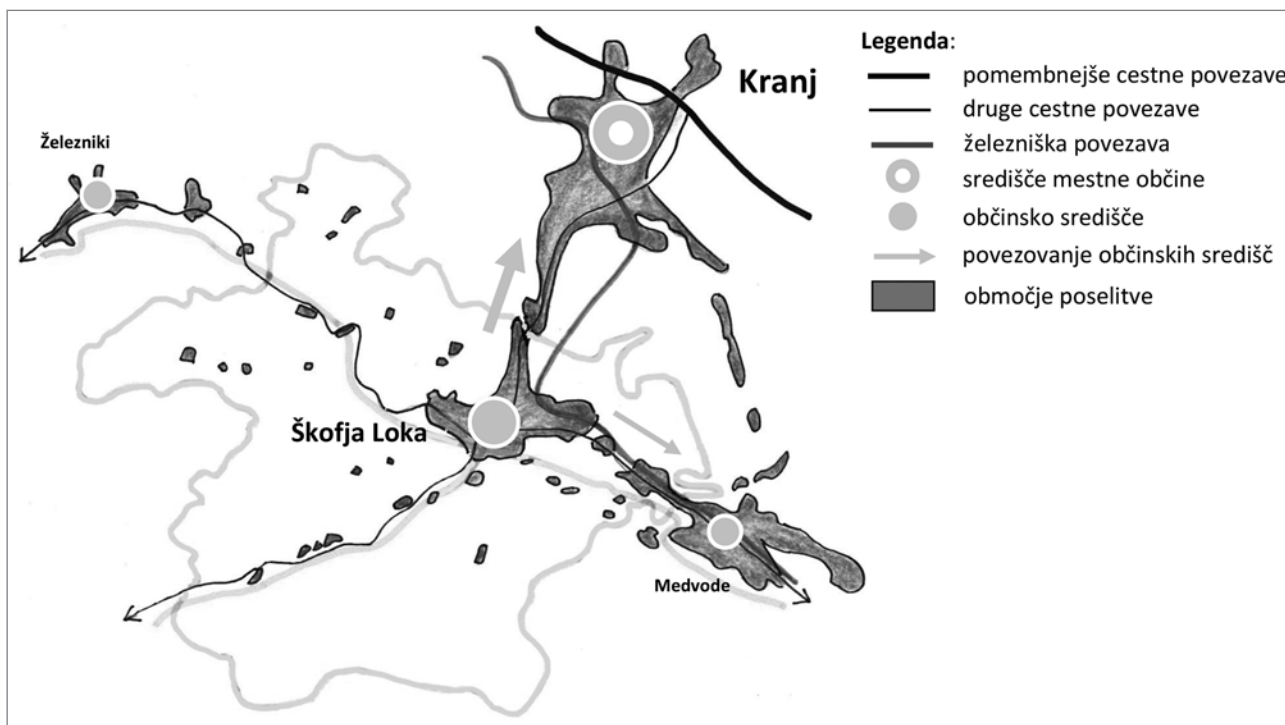 Kranj
Železniki
Škofja Loka
Medvode
Legenda:
pomembnejše cestne povezave
druge cestne povezave
železniška povezava
središče mestne občine
občinsko središče
povezovanje občinskih središč
območje poselitve